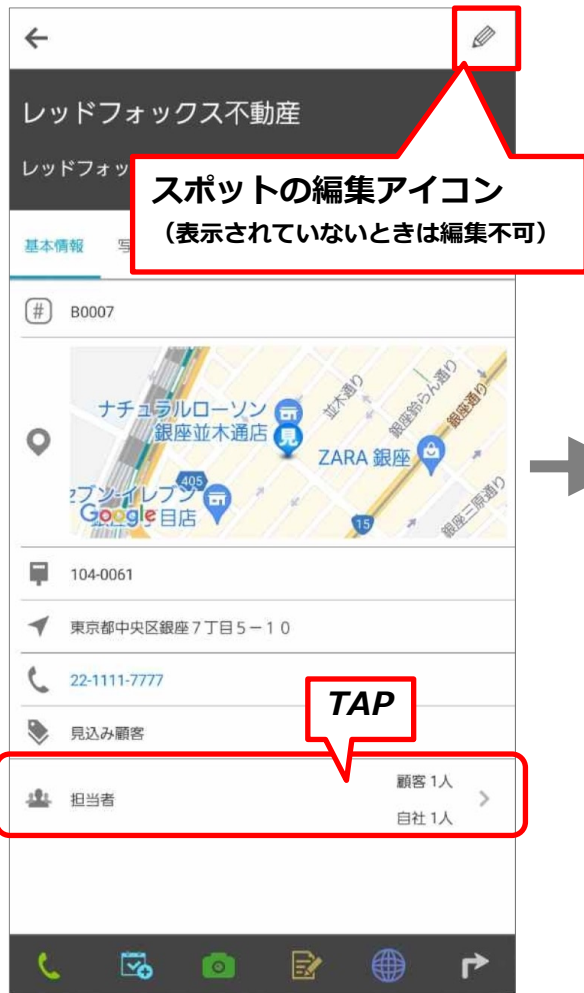 レッドフォックス不動産
レッドフォッ
スポットの編集アイコン
（表示されていないときは編集不可）
基本情報
写
# B0007
ナチュラルローソン
銀座並木通店
見
並木通り
銀座鈴らん通り
銀座通り
ZARA 銀座
405
セブン-イレブン
Google
目店
15
銀座三原通り
104-0061
東京都中央区銀座７丁目５－１０
22-1111-7777
TAP
見込み顧客
担当者
顧客 1人
自社 1人